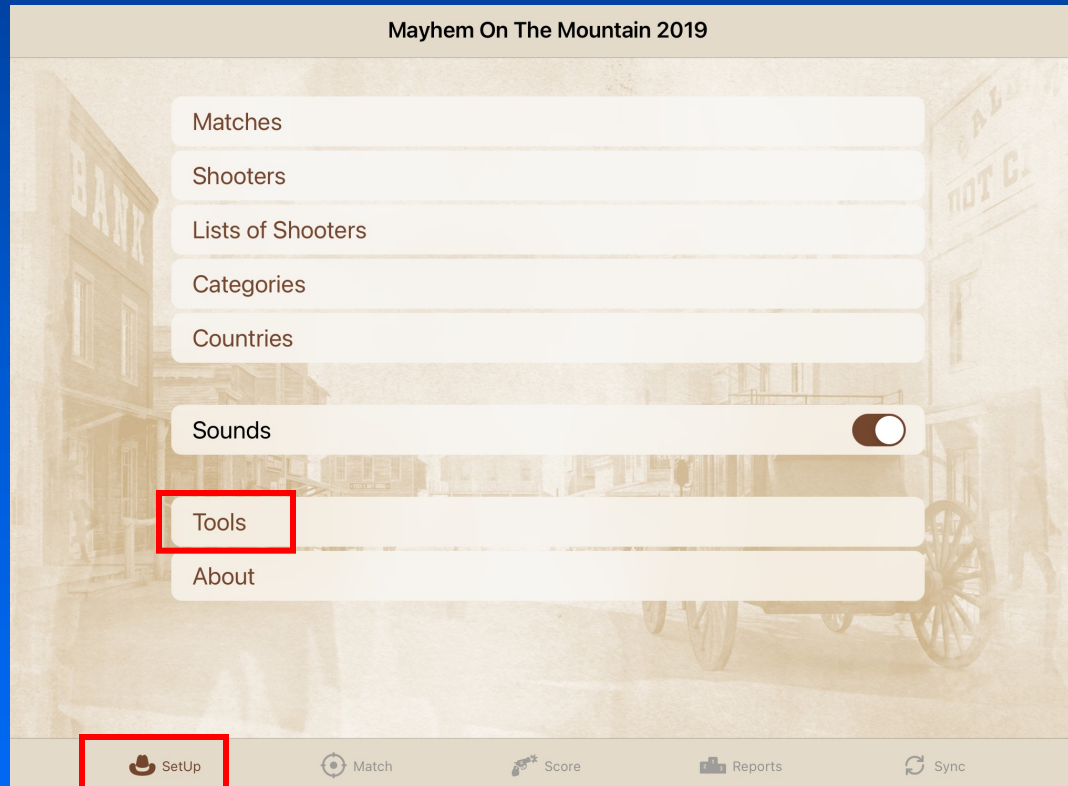 Mayhem On The Mountain 2019
Matches
Shooters
Lists of Shooters
Categories
Countries
Sounds
Tools
About
SetUp
Match
Score
Reports
Sync
BANK